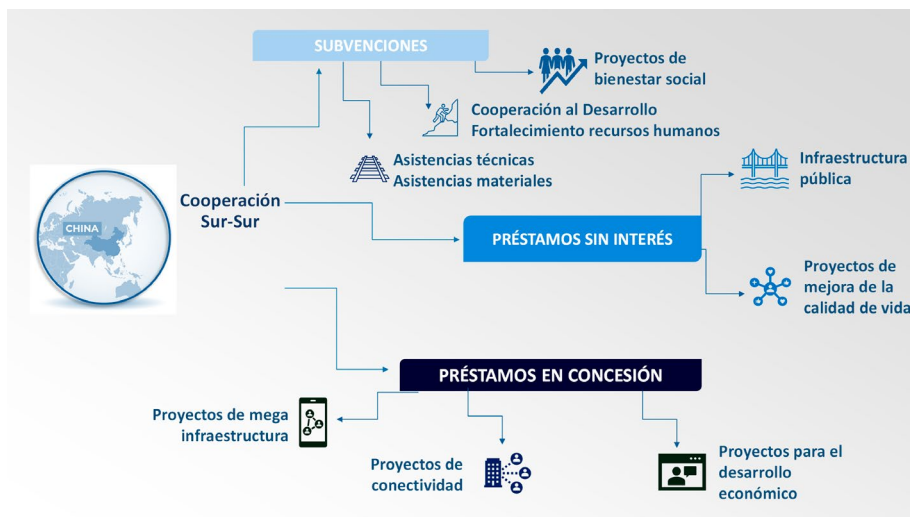 SUBVENCIONES
Proyectos de
bienestar social
Cooperación al Desarrollo
Fortalecimiento recursos humanos
Asistencias técnicas
Asistencias materiales
CHINA
Cooperación
Sur-Sur
PRÉSTAMOS SIN INTERÉS
Infraestructura
pública
Proyectos de
mejora de la
calidad de vida
PRÉSTAMOS EN CONCESIÓN
Proyectos de mega
infraestructura
Proyectos de
conectividad
Proyectos para el
desarrollo
económico